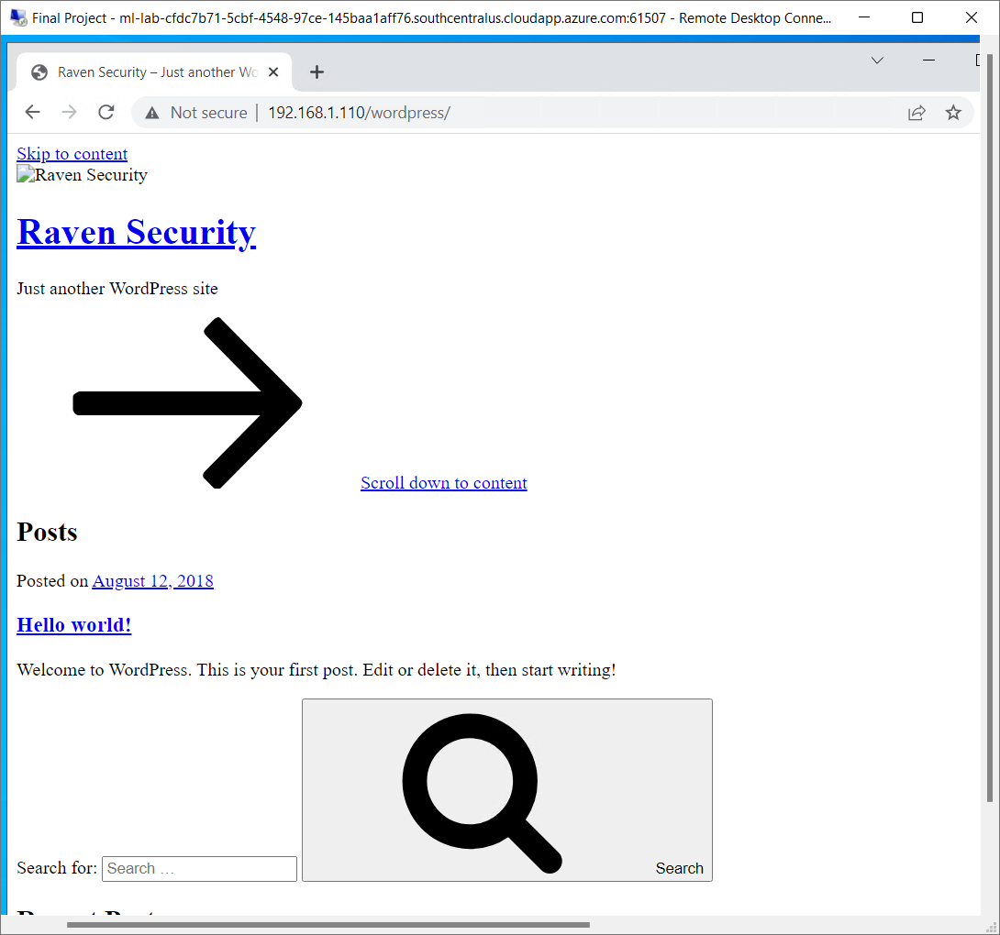 Final Project - ml-lab-cfdc7b71-5cbf-4548-97ce-145baa1aff76.southcentralus.cloudapp.azure.com:61507 - Remote Desktop Conne...
Raven Security – Just another Wo
Not secure | 192.168.1.110/wordpress/
Skip to content
Raven Security
Raven Security
Just another WordPress site
Scroll down to content
Posts
Posted on August 12, 2018
Hello world!
Welcome to WordPress. This is your first post. Edit or delete it, then start writing!
Search for: Search … Search